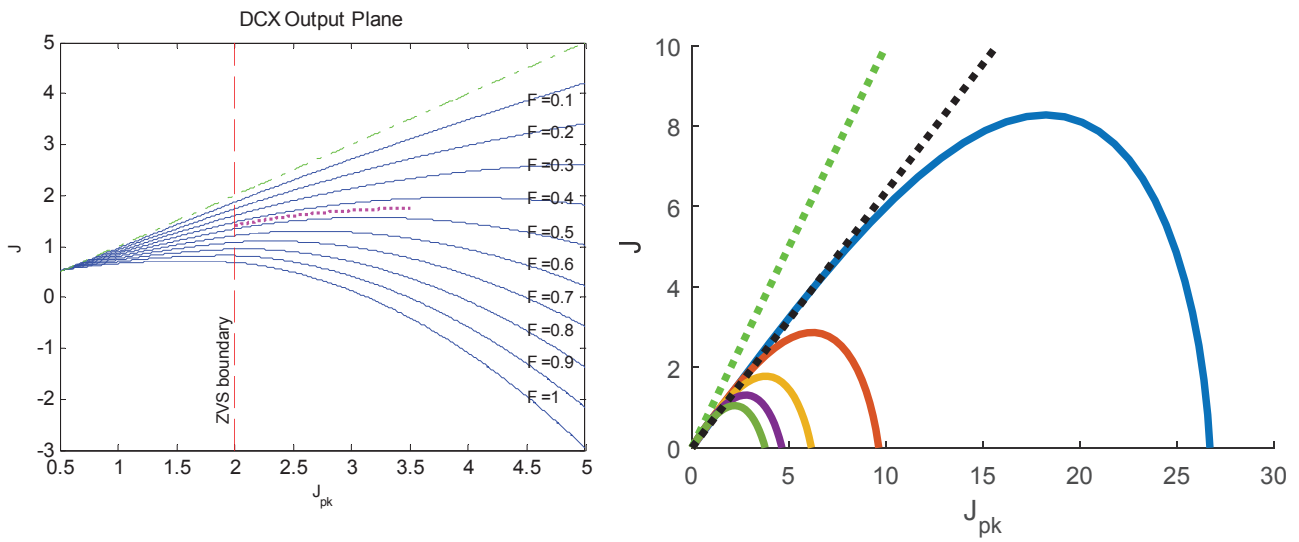 DCX Output Plane
5
4
3
2
1
0
-1
-2
-3
J
0.5
1
1.5
2
2.5
3
3.5
4
4.5
5
J_pk
ZVS boundary
F =0.1
F =0.2
F =0.3
F =0.4
F =0.5
F =0.6
F =0.7
F =0.8
F =0.9
F =1
10
8
6
4
2
0
J
0
5
10
15
20
25
30
J_pk